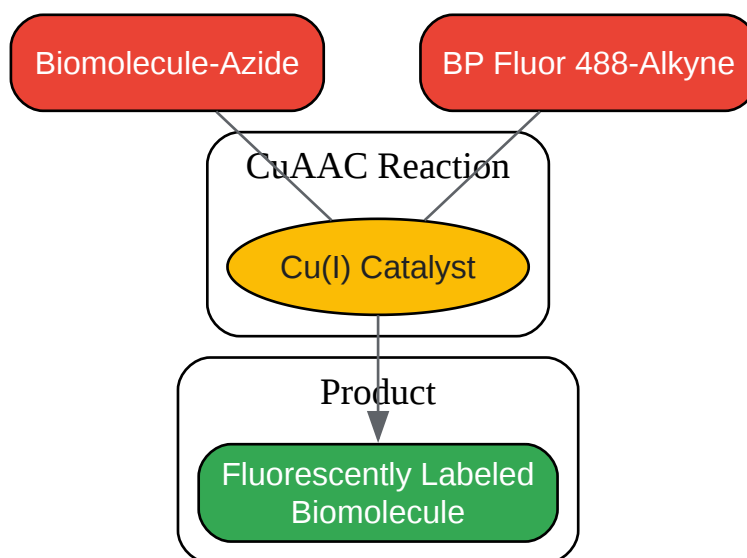 Biomolecule-Azide
BP Fluor 488-Alkyne
CuAAC Reaction
Cu(I) Catalyst
Product
Fluorescently Labeled
Biomolecule